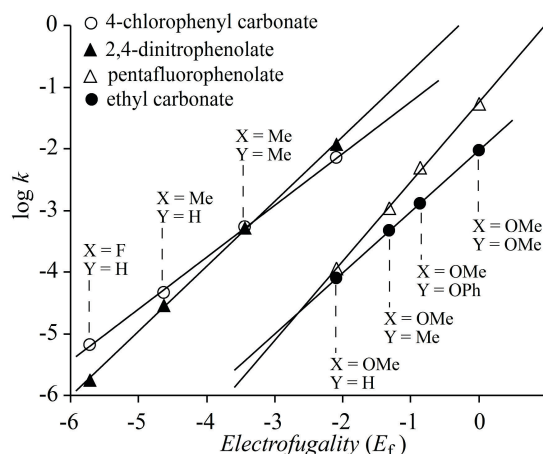 4-chlorophenyl carbonate
2,4-dinitrophenolate
pentafluorophenolate
ethyl carbonate
0
-1
-2
-3
-4
-5
-6
log k
X = Me
Y = Me
X = Me
Y = H
X = F
Y = H
X = OMe
Y = OMe
X = OMe
Y = OPh
X = OMe
Y = Me
X = OMe
Y = H
-6
-5
-4
-3
-2
-1
0
Electrofugality (Ef)